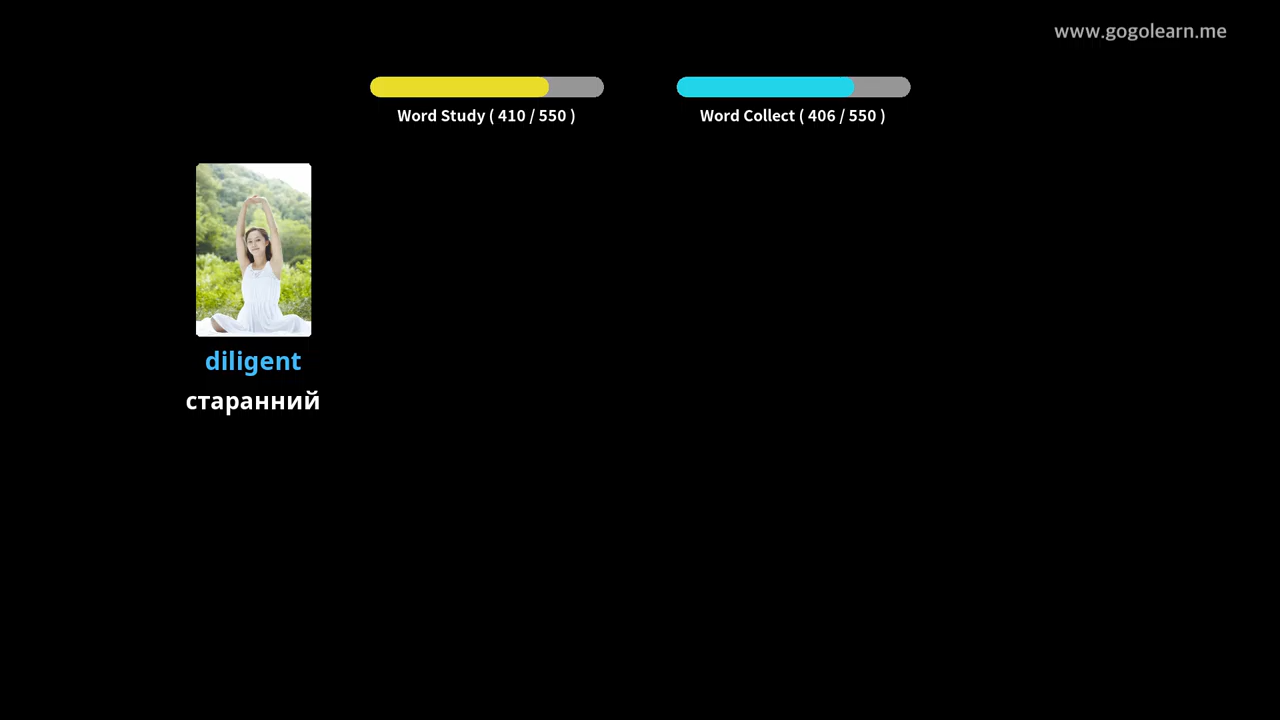 www.gogolearn.me
Word Study ( 410 / 550 )
Word Collect ( 406 / 550 )
diligent
старанний